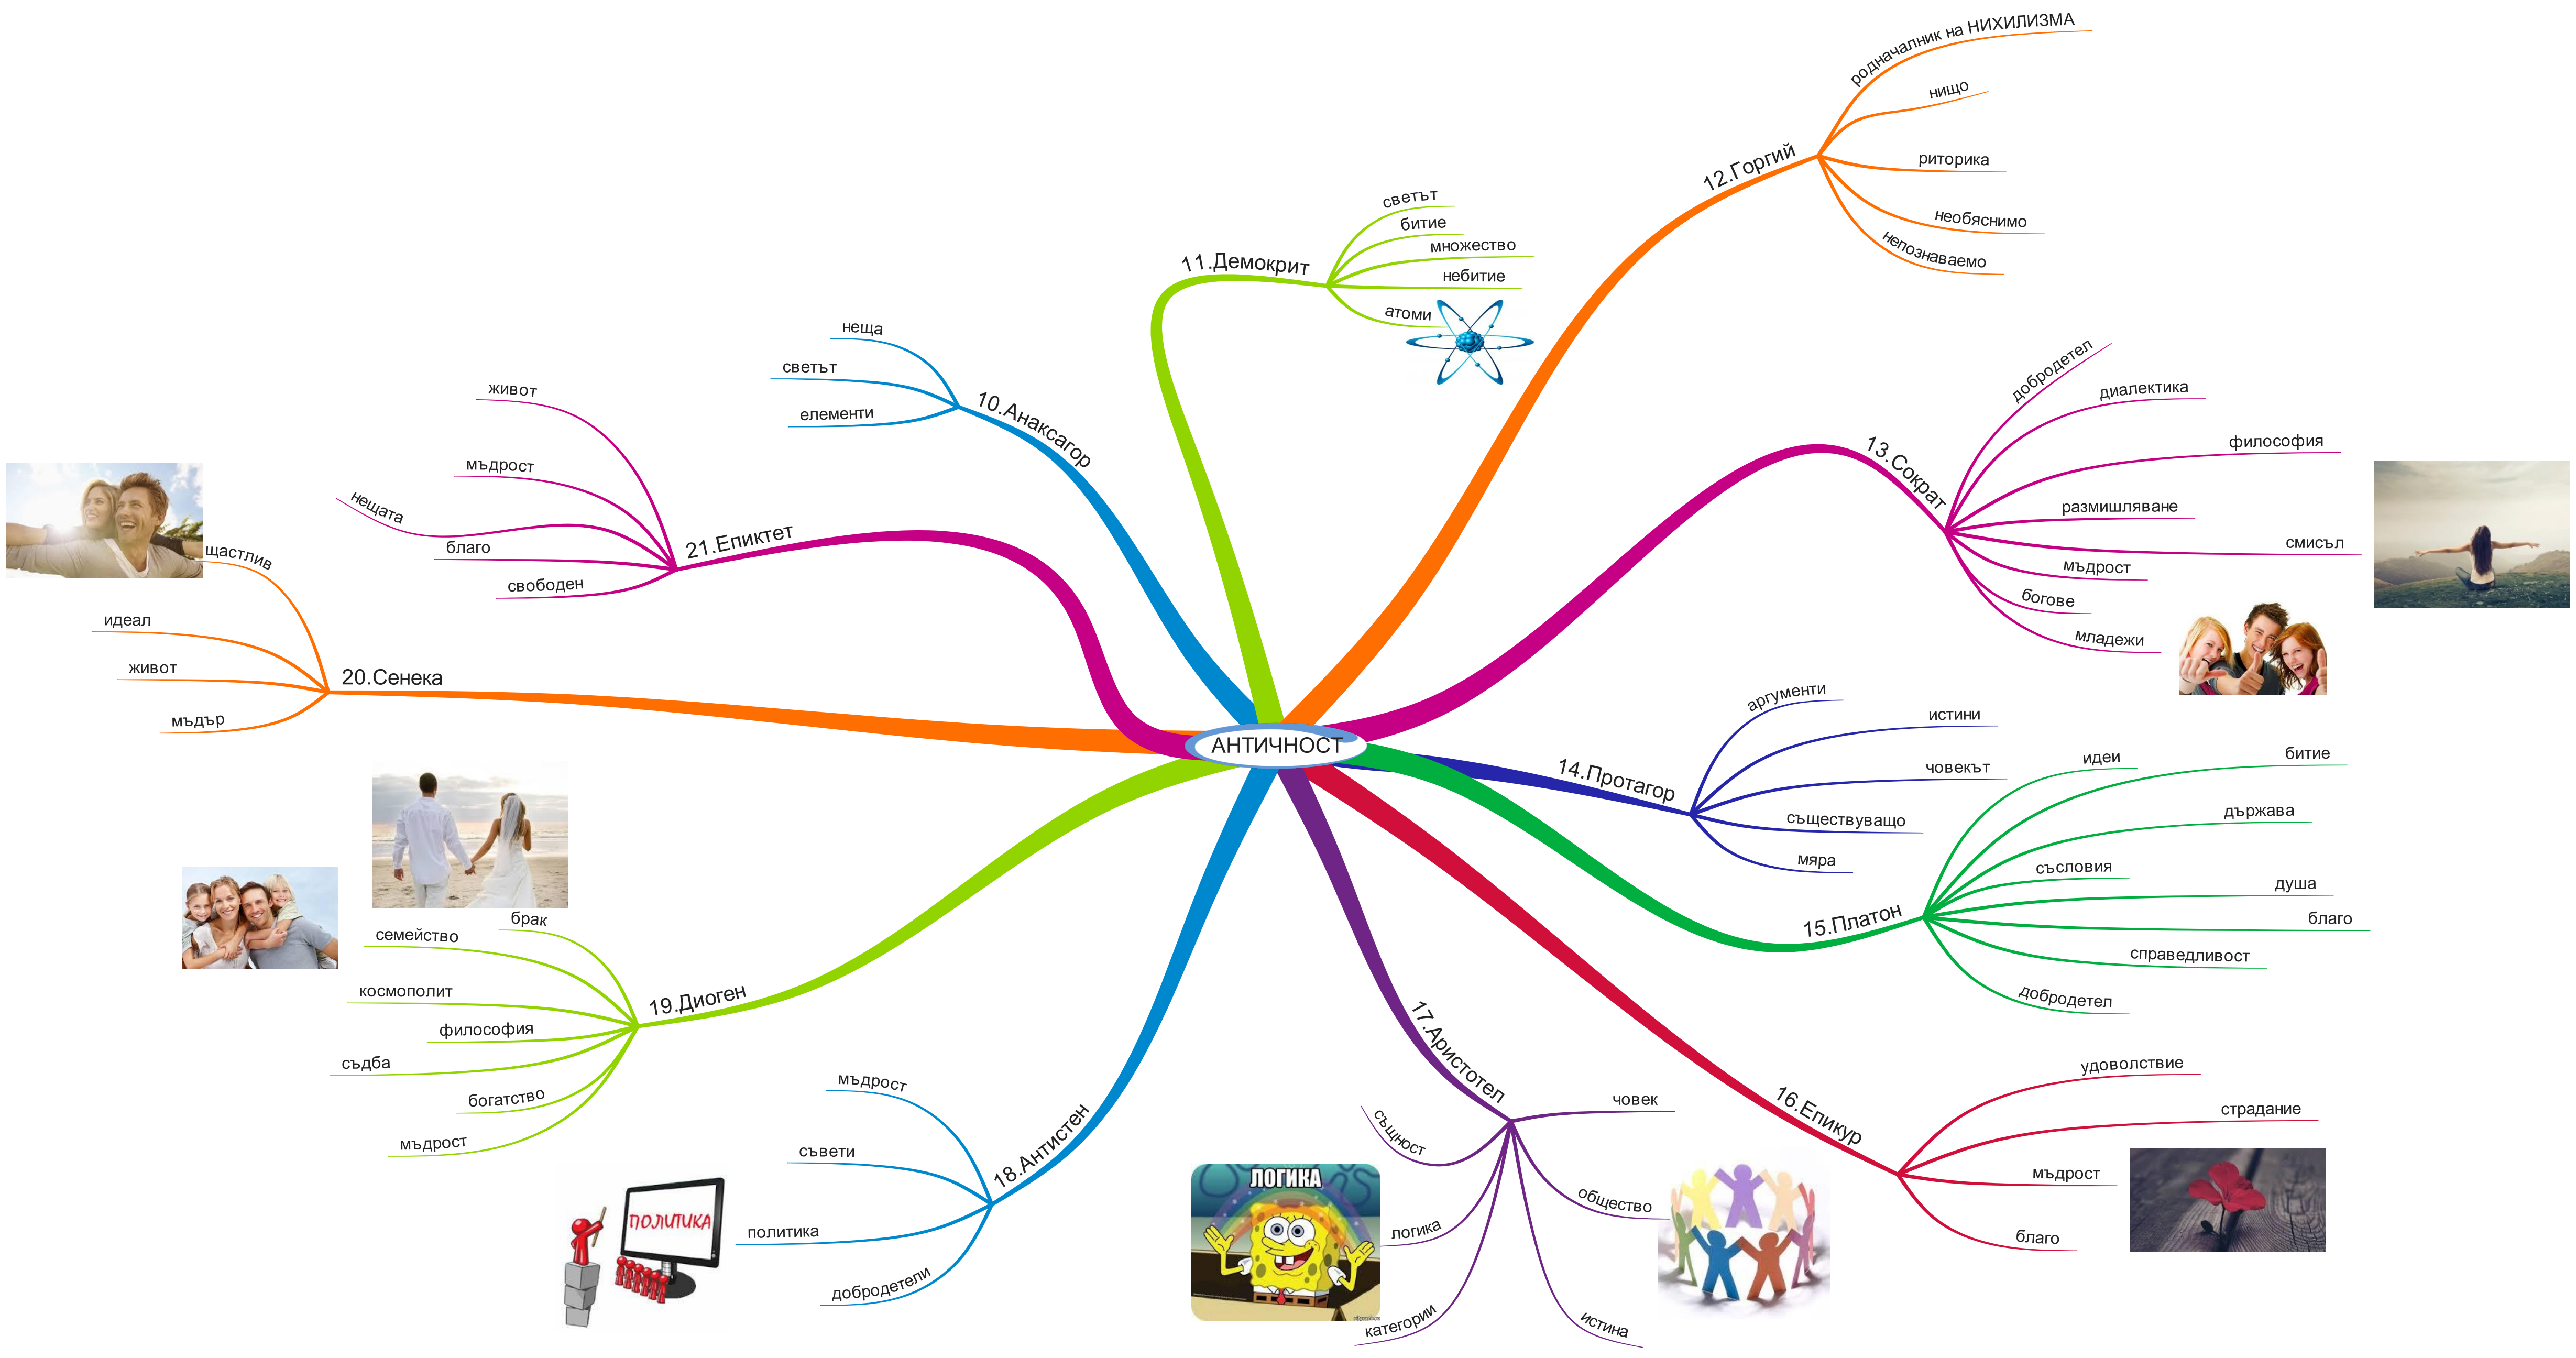 АНТИЧНОСТ
10.Анаксагор
неща
светът
елементи
11.Демокрит
светът
битие
множество
небитие
атоми
12.Горгий
родначалник на НИХИЛИЗМА
нищо
риторика
необяснимо
непознаваемо
13.Сократ
добродетел
диалектика
философия
размишляване
смисъл
мъдрост
богове
младежи
14.Протагор
аргументи
истини
човекът
съществуващо
мяра
15.Платон
идеи
битие
държава
съсловия
душа
благо
справедливост
добродетел
16.Епикур
удоволствие
страдание
мъдрост
благо
17.Аристотел
човек
общество
истина
същност
логика
категории
ЛОГИКА
18.Антистен
мъдрост
съвети
политика
добродетели
ПОЛИТИКА
19.Диоген
брак
семейство
космополит
философия
съдба
богатство
мъдрост
20.Сенека
щастлив
идеал
живот
мъдър
21.Епиктет
живот
мъдрост
нещата
благо
свободен